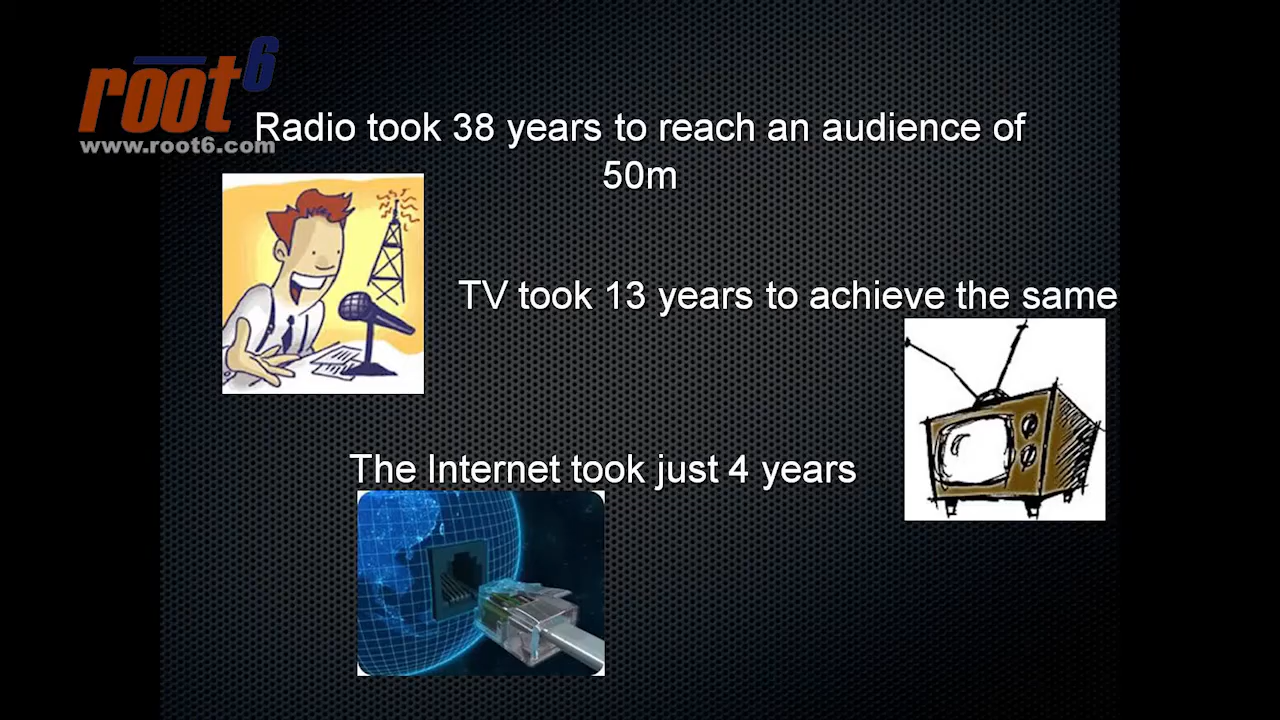 root6
www.root6.com
Radio took 38 years to reach an audience of
50m
TV took 13 years to achieve the same
The Internet took just 4 years